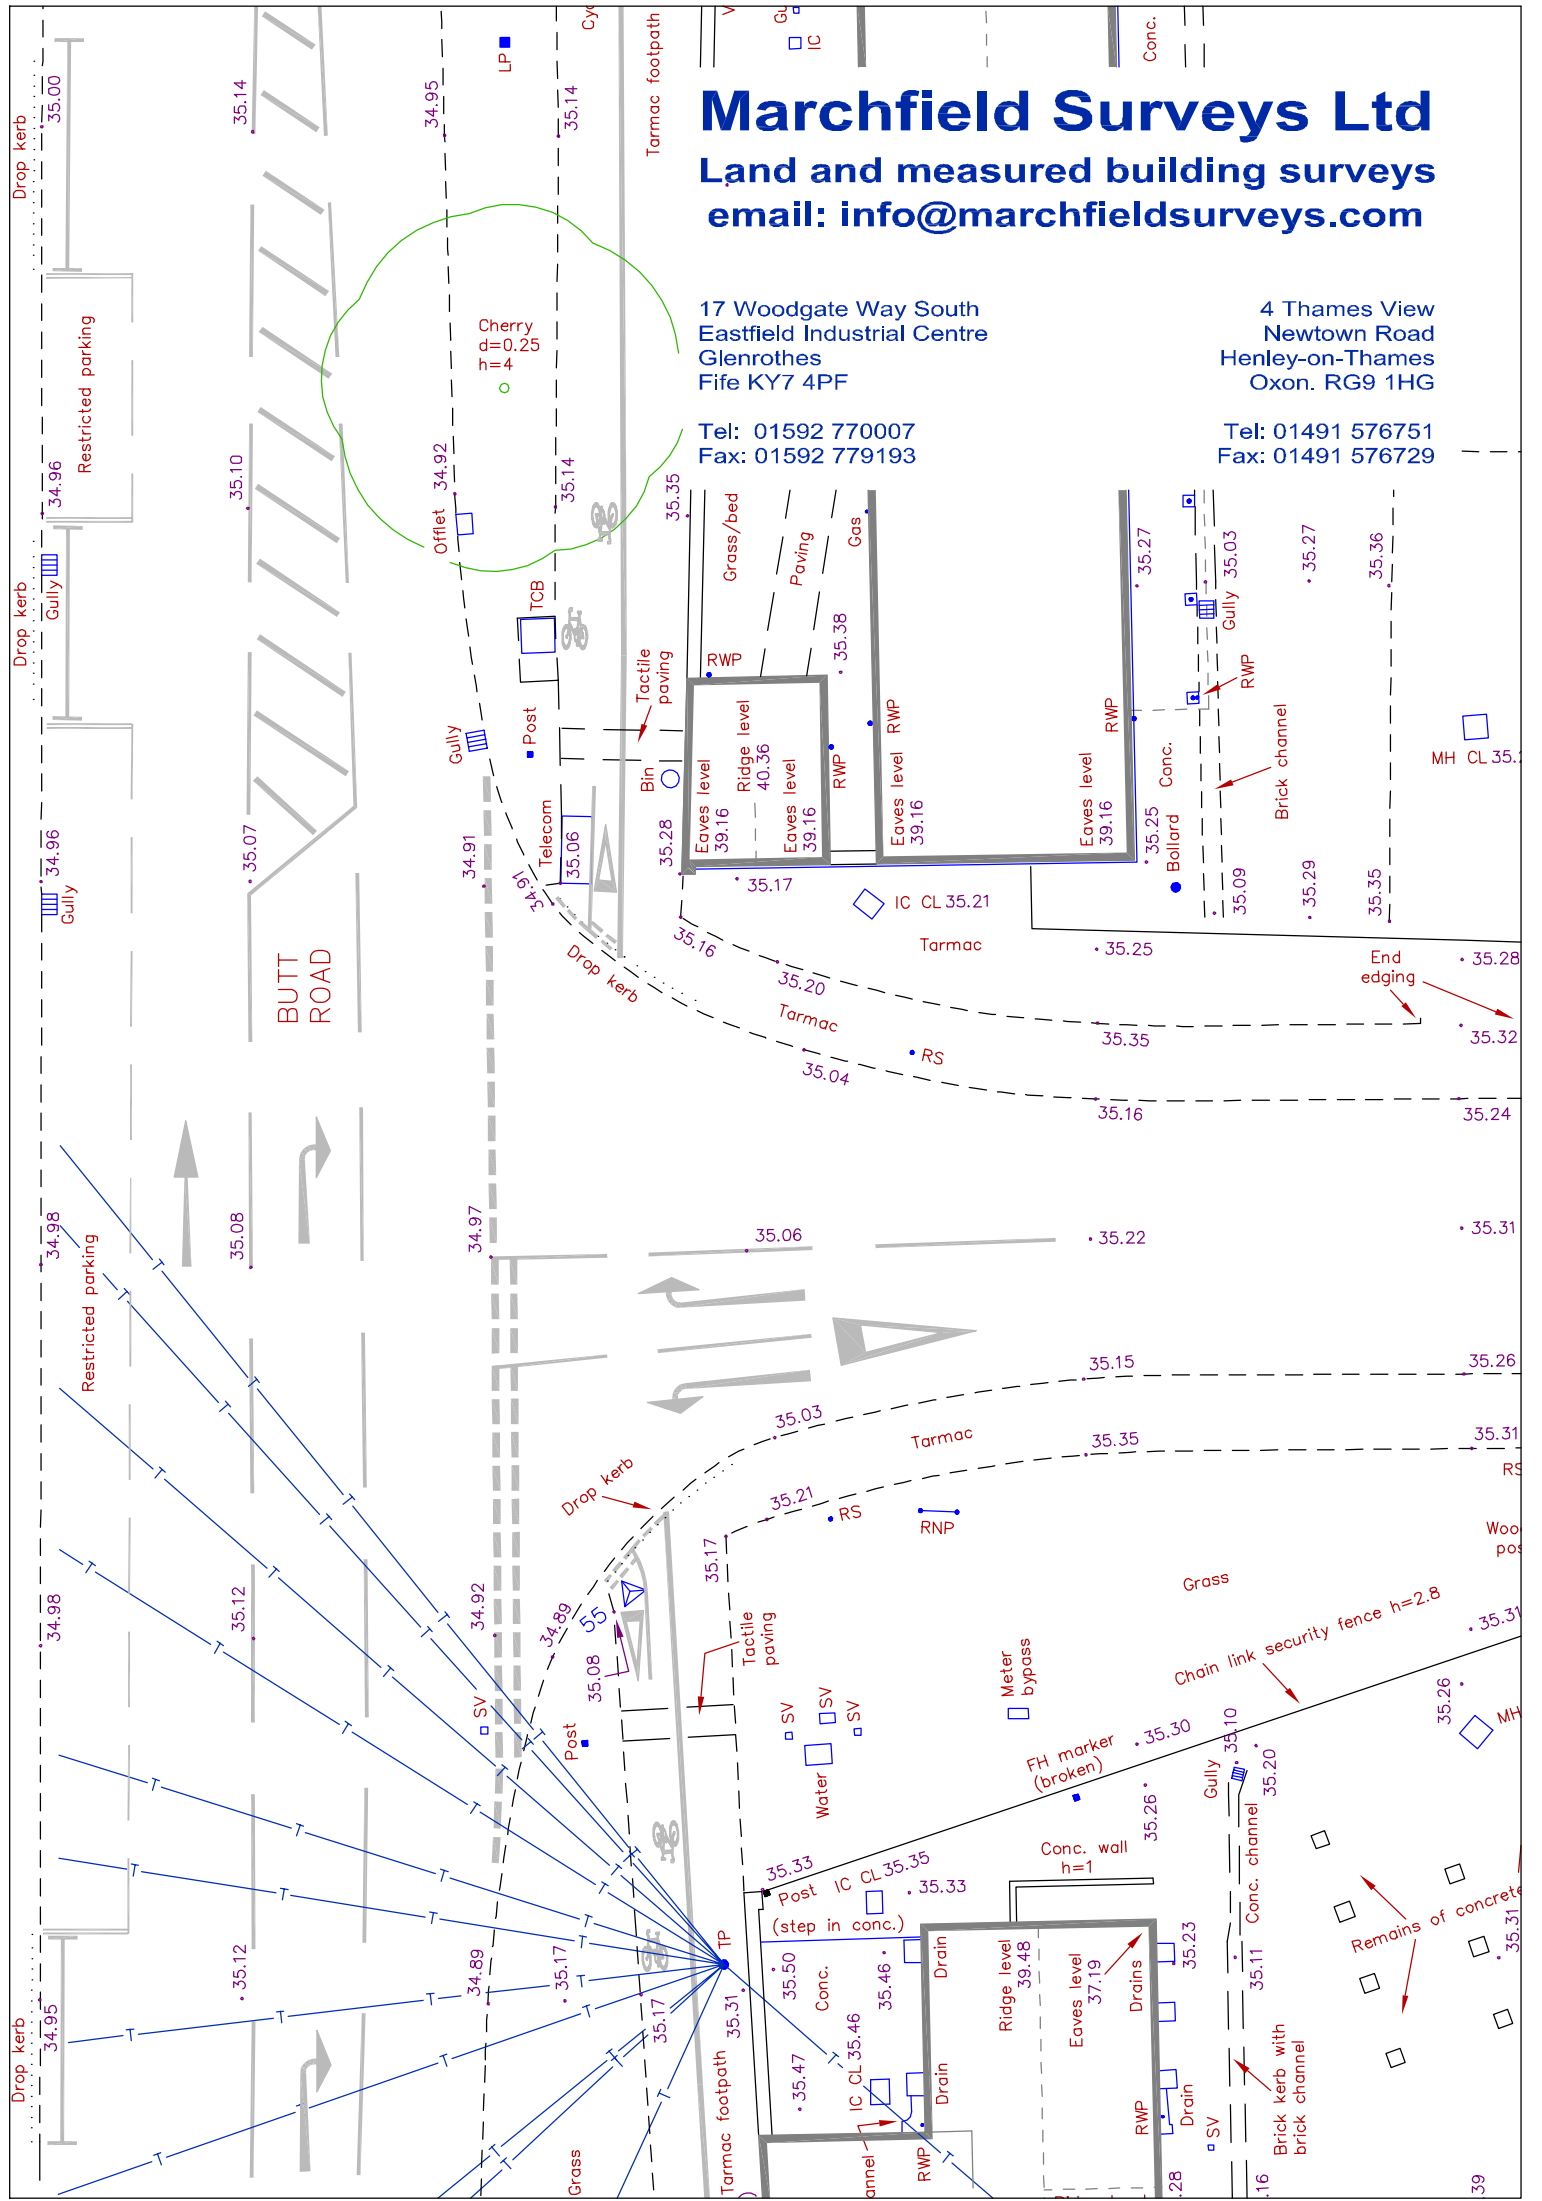 Marchfield Surveys Ltd
Land and measured building surveys
email: info@marchfieldsurveys.com
17 Woodgate Way South
Eastfield Industrial Centre
Glenrothes
Fife KY7 4PF
Tel: 01592 770007
Fax: 01592 779193
4 Thames View
Newtown Road
Henley-on-Thames
Oxon. RG9 1HG
Tel: 01491 576751
Fax: 01491 576729
Drop kerb
35.00
35.14
34.95
LP
35.14
Tarmac footpath
IC
Conc.
Restricted parking
Cherry
d=0.25
h=4
34.96
35.10
34.92
35.14
35.35
Offlet
Grass/bed
Paving
Gas
35.27
35.03
35.27
35.36
Drop kerb
Gully
TCB
Gully
35.38
Tactile
paving
RWP
RWP
Gully
Post
Bin
Eaves level
39.16
Ridge level
40.36
Eaves level
39.16
RWP
RWP
Eaves level
39.16
Eaves level
39.16
RWP
Conc.
Brick channel
MH CL
34.96
Gully
35.07
34.91
Telecom
35.06
34.91
35.28
35.17
IC CL 35.21
35.25
Bollard
35.09
35.29
35.35
BUTT
ROAD
Drop kerb
35.16
35.20
Tarmac
35.25
End
edging
35.28
Tarmac
35.04
RS
35.35
35.32
35.16
35.24
34.98
35.08
34.97
35.06
35.22
35.31
Restricted parking
T
T
T
T
35.15
35.26
35.03
Tarmac
35.35
35.31
RS
Drop kerb
35.21
RS
RNP
35.17
T
T
T
T
T
T
T
T
34.98
35.12
34.92
34.89
55
35.08
Tactile
paving
Grass
Chain link security fence h=2.8
35.31
Meter
bypass
SV
Post
SV
SV
SV
Water
35.26
MH
FH marker
(broken)
35.30
35.10
Gully
35.20
35.26
T
T
T
T
T
T
T
Conc. wall
h=1
Conc. channel
35.33
Post
IC CL 35.35
35.33
(step in conc.)
Remains of concrete
35.31
T
T
T
TP
34.95
35.12
34.89
35.17
35.17
35.31
35.50
Conc.
35.46
Drain
Ridge level
39.48
Eaves level
37.19
Drains
35.23
35.11
T
T
T
T
T
T
T
T
Drop kerb
35.47
IC CL 35.46
Drain
RWP
Drain
SV
Brick kerb with
brick channel
T
T
T
T
T
T
Grass
Tarmac footpath
RWP